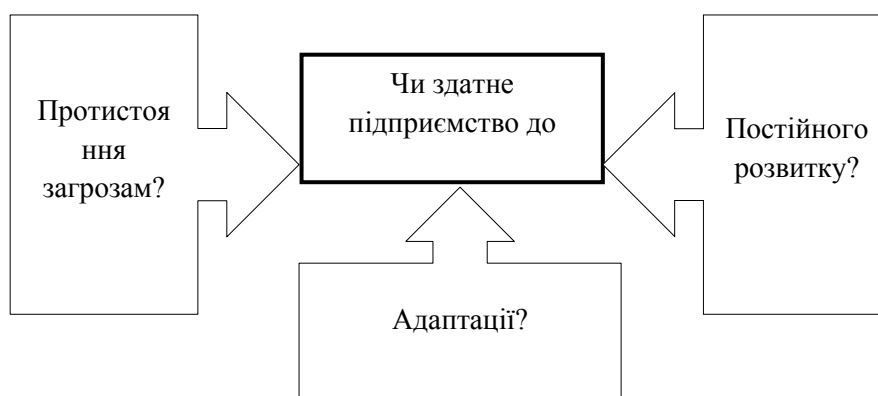 Протистоя
ння
загрозам?
Чи здатне
підприємство до
Постійного
розвитку?
Адаптації?